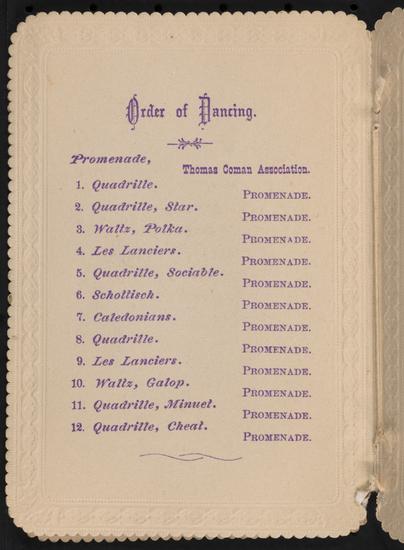 Order of Dancing.
Promenade,
Thomas Coman Association.
1. Quadrille.
PROMENADE.
2. Quadrille, Star.
PROMENADE.
3. Waltz, Polka.
PROMENADE.
4. Les Lanciers.
PROMENADE.
5. Quadrille, Sociable.
PROMENADE.
6. Schottisch.
PROMENADE.
7. Caledonians.
PROMENADE.
8. Quadrille.
PROMENADE.
9. Les Lanciers.
PROMENADE.
10. Waltz, Galop.
PROMENADE.
11. Quadrille, Minuet.
PROMENADE.
12. Quadrille, Cheat.
PROMENADE.